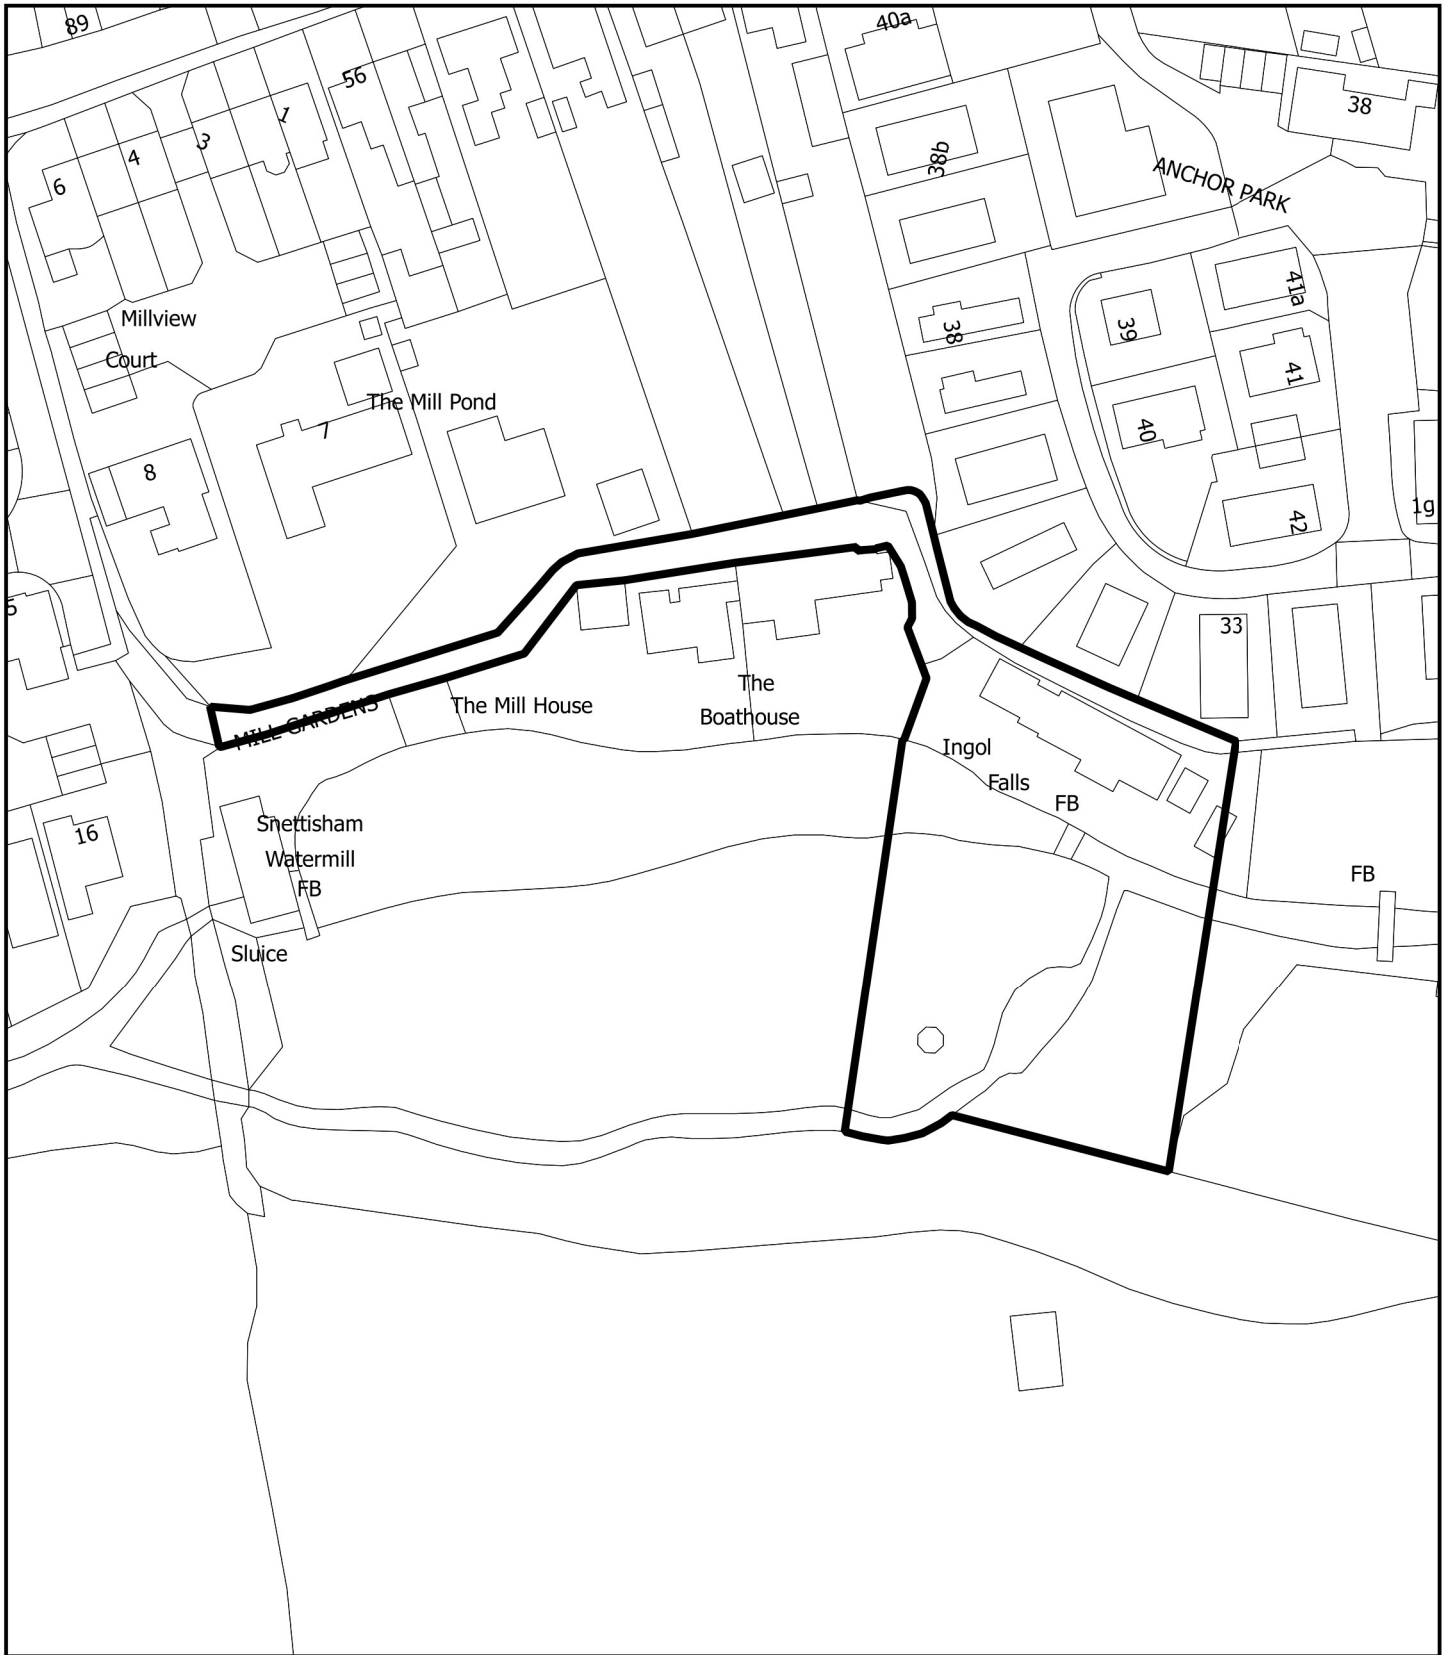 89
40a
56
38
1
3
4
38b
6
ANCHOR PARK
41a
Millview
39
38
Court
41
The Mill Pond
7
40
8
1g
42
5
33
The
The Mill House
MILL GARDENS
Boathouse
Ingol
Falls
FB
Snettisham
16
Watermill
FB
FB
Sluice